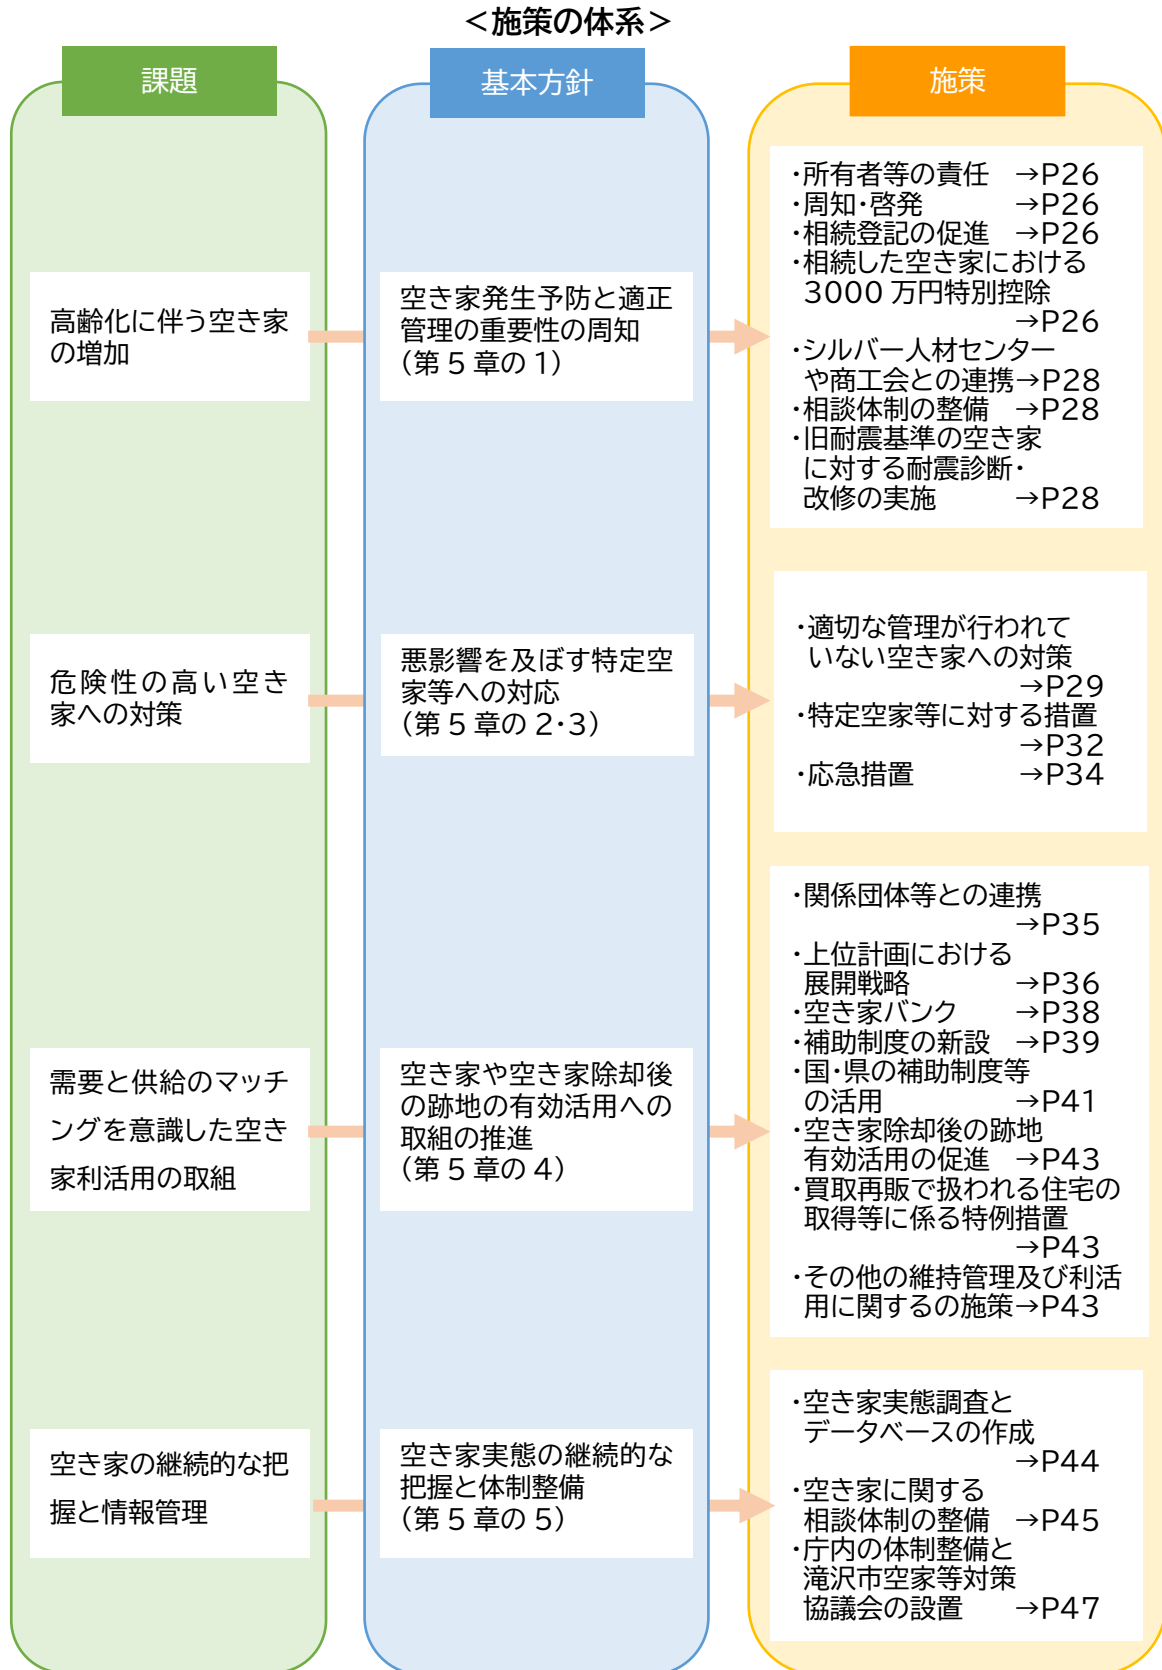 ＜施策の体系＞
課題
基本方針
施策
高齢化に伴う空き家
の増加
空き家発生予防と適正
管理の重要性の周知
（第５章の１）
・所有者等の責任　→P26
・周知・啓発　→P26
・相続登記の促進　→P26
・相続した空き家における
3000 万円特別控除
→P26
・シルバー人材センター
や商工会との連携→P28
・相談体制の整備　→P28
・旧耐震基準の空き家
に対する耐震診断・
改修の実施　→P28
危険性の高い空き
家への対策
悪影響を及ぼす特定空
家等への対応
（第５章の２・３）
・適切な管理が行われて
いない空き家への対策
→P29
・特定空家等に対する措置
→P32
・応急措置　→P34
需要と供給のマッチ
ングを意識した空き
家利活用の取組
空き家や空き家除却後
の跡地の有効活用への
取組の推進
（第５章の４）
・関係団体等との連携
→P35
・上位計画における
展開戦略　→P36
・空き家バンク　→P38
・補助制度の新設　→P39
・国・県の補助制度等
の活用　→P41
・空き家除却後の跡地
有効活用の促進　→P43
・買取再販で扱われる住宅の
取得等に係る特例措置
→P43
・その他の維持管理及び利活
用に関するの施策→P43
空き家の継続的な把
握と情報管理
空き家実態の継続的な
把握と体制整備
（第５章の５）
・空き家実態調査と
データベースの作成
→P44
・空き家に関する
相談体制の整備　→P45
・庁内の体制整備と
滝沢市空家等対策
協議会の設置　→P47